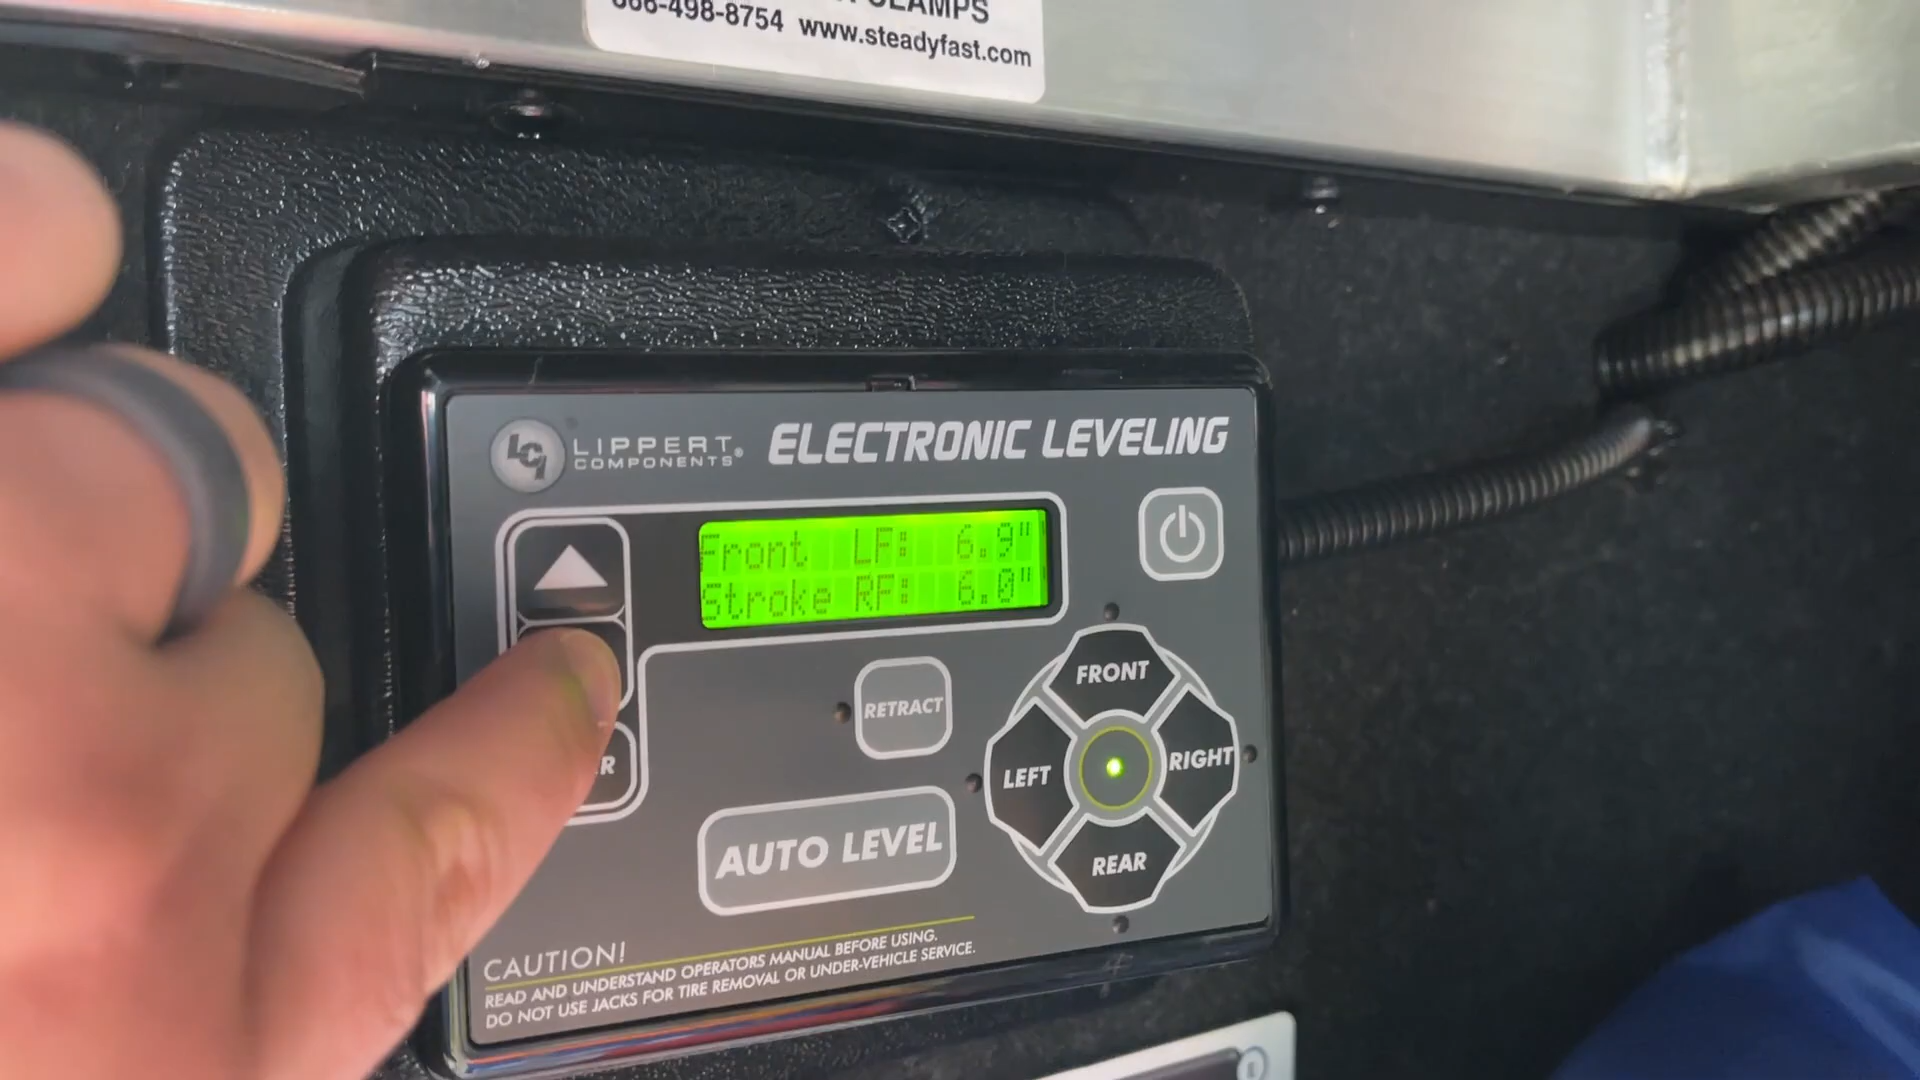 CLAMPS
866-498-8754 www.steadyfast.com
LCI
LIPPERT
COMPONENTS®
ELECTRONIC LEVELING
Front LF: 6.9"
Stroke RF: 6.0"
FRONT
RETRACT
LEFT
RIGHT
R
AUTO LEVEL
REAR
CAUTION!
READ AND UNDERSTAND OPERATORS MANUAL BEFORE USING.
DO NOT USE JACKS FOR TIRE REMOVAL OR UNDER-VEHICLE SERVICE.